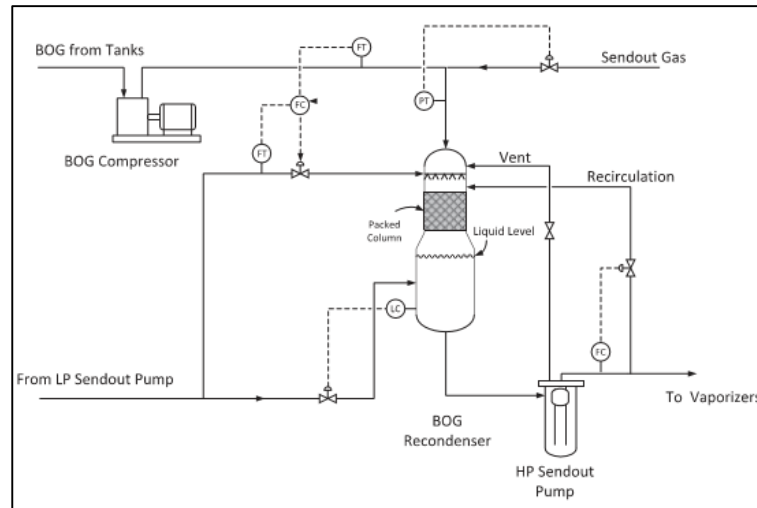 BOG from Tanks
FT
Sendout Gas
FC
PT
BOG Compressor
FT
Vent
Recirculation
Packed
Column
Liquid Level
LC
FC
From LP Sendout Pump
To Vaporizers
BOG
Recondenser
HP Sendout
Pump